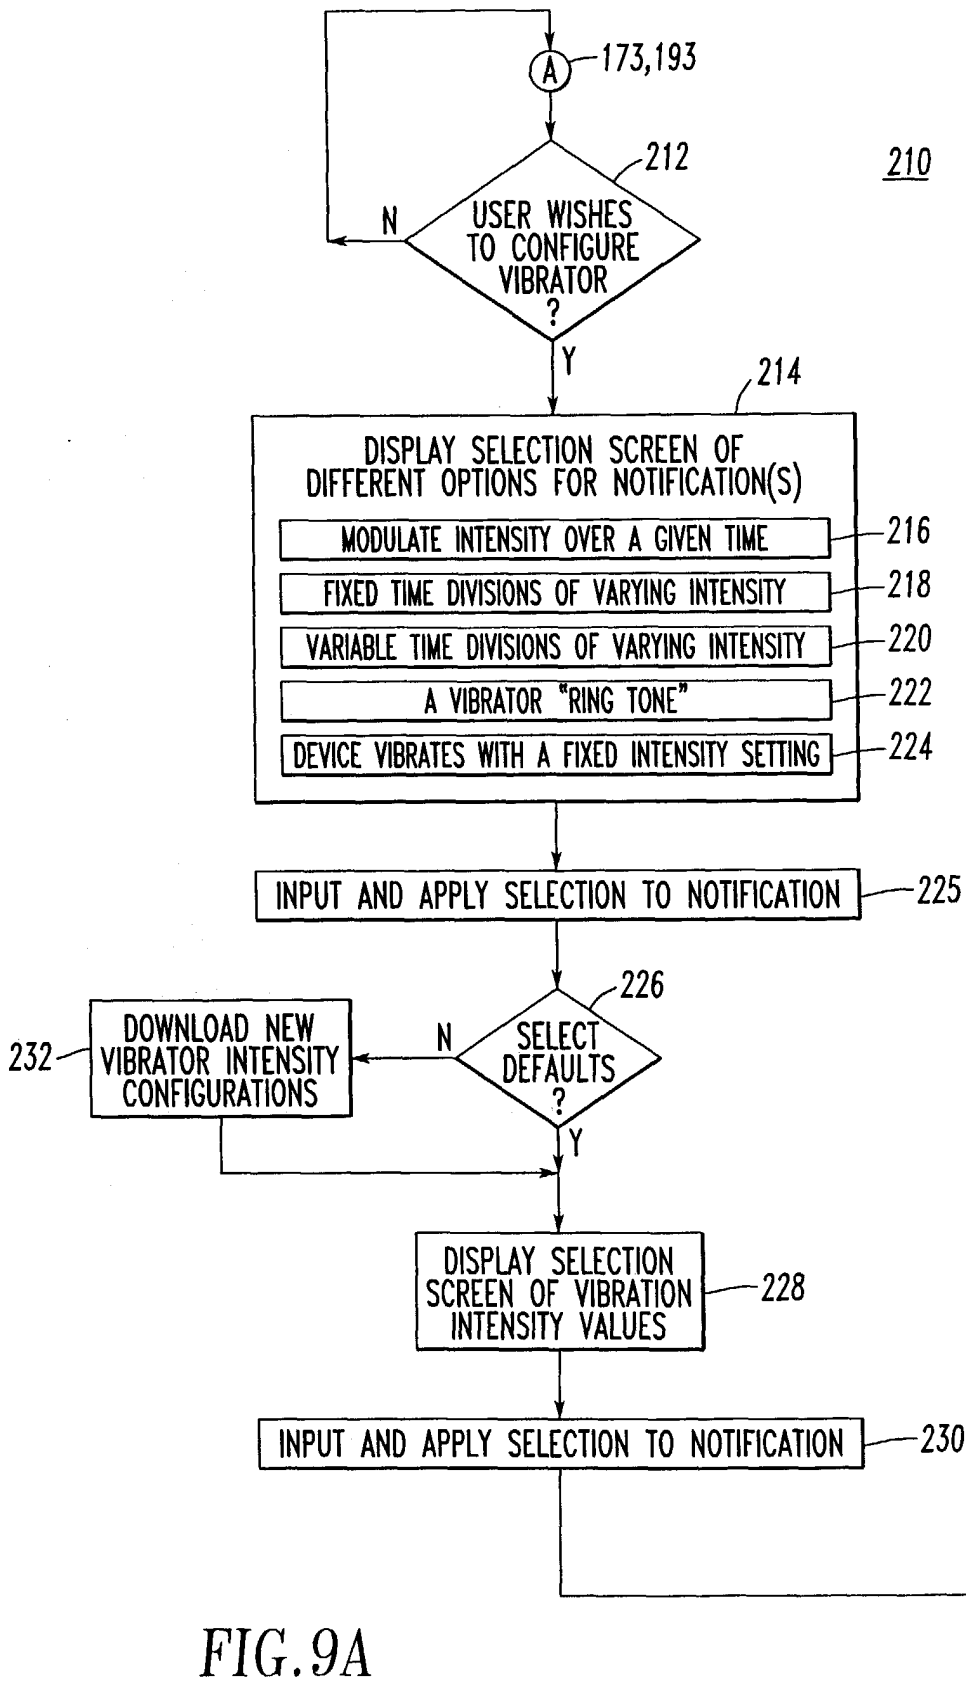 A
173,193
210
212
USER WISHES
TO CONFIGURE
VIBRATOR
?
N
Y
214
DISPLAY SELECTION SCREEN OF
DIFFERENT OPTIONS FOR NOTIFICATION(S)
MODULATE INTENSITY OVER A GIVEN TIME
216
FIXED TIME DIVISIONS OF VARYING INTENSITY
218
VARIABLE TIME DIVISIONS OF VARYING INTENSITY
220
A VIBRATOR "RING TONE"
222
DEVICE VIBRATES WITH A FIXED INTENSITY SETTING
224
INPUT AND APPLY SELECTION TO NOTIFICATION
225
226
SELECT
DEFAULTS
?
N
Y
232
DOWNLOAD NEW
VIBRATOR INTENSITY
CONFIGURATIONS
DISPLAY SELECTION
SCREEN OF VIBRATION
INTENSITY VALUES
228
INPUT AND APPLY SELECTION TO NOTIFICATION
230
FIG.9A